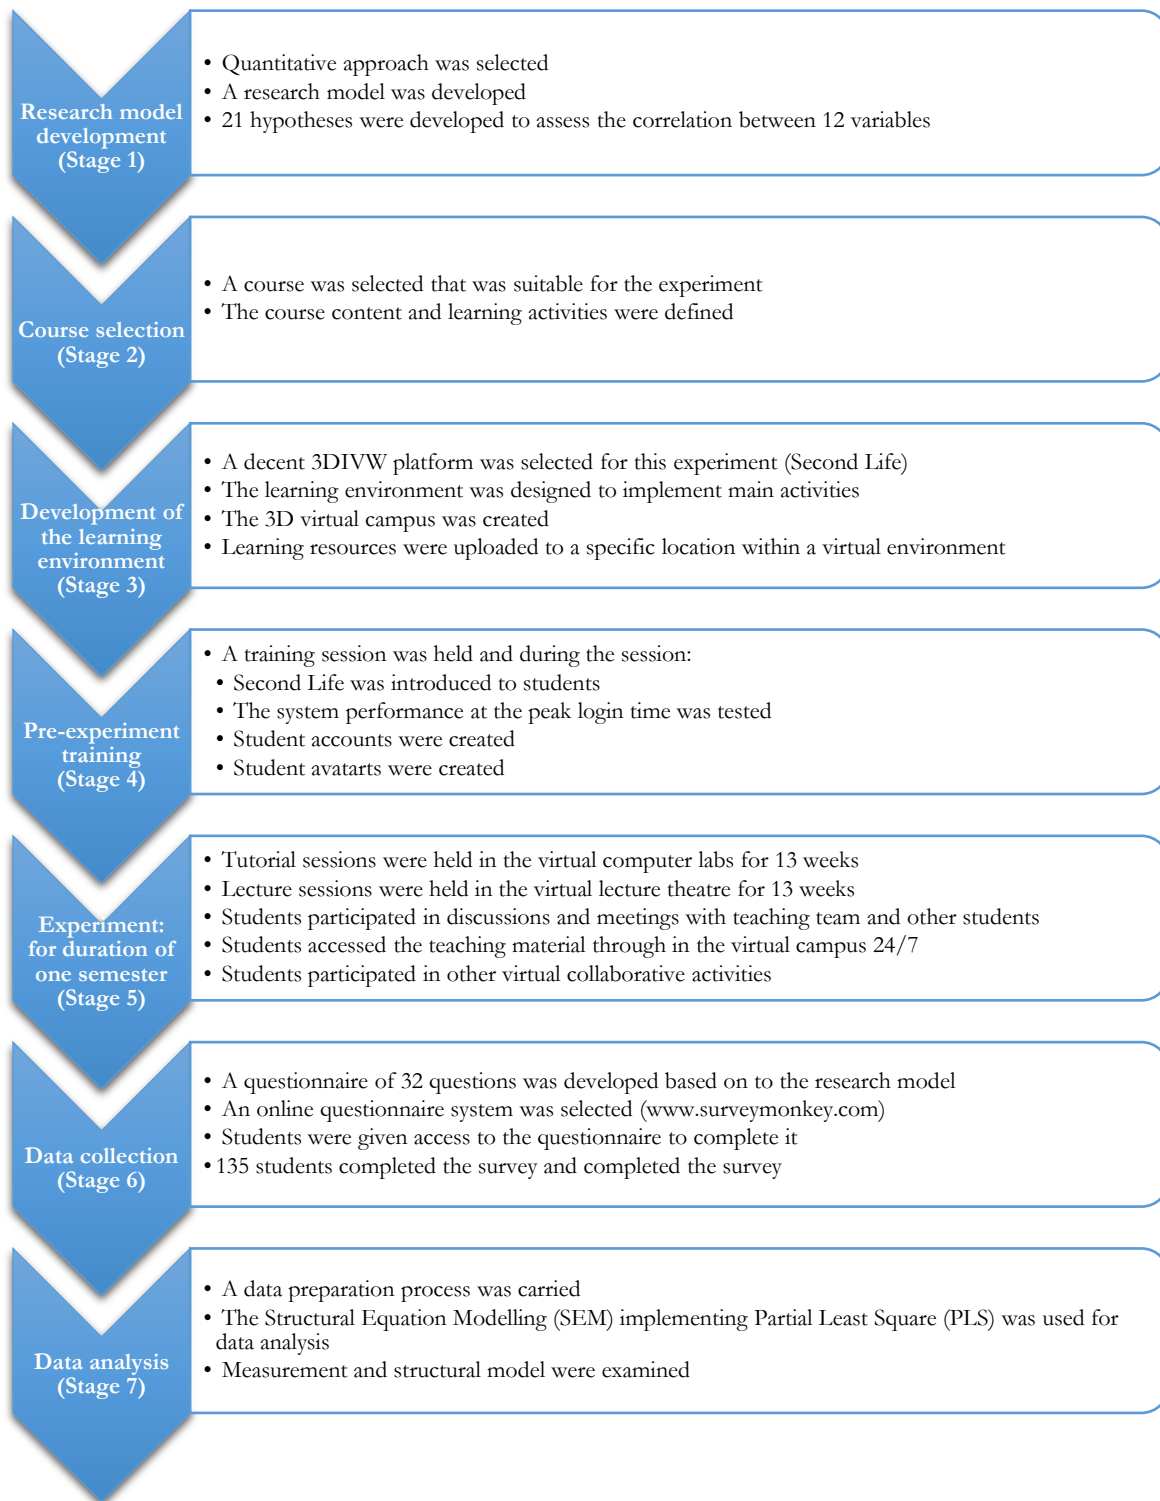 Research model
development
(Stage 1)
• Quantitative approach was selected
• A research model was developed
• 21 hypotheses were developed to assess the correlation between 12 variables
Course selection
(Stage 2)
• A course was selected that was suitable for the experiment
• The course content and learning activities were defined
Development of
the learning
environment
(Stage 3)
• A decent 3DIVW platform was selected for this experiment (Second Life)
• The learning environment was designed to implement main activities
• The 3D virtual campus was created
• Learning resources were uploaded to a specific location within a virtual environment
Pre-experiment
training
(Stage 4)
• A training session was held and during the session:
• Second Life was introduced to students
• The system performance at the peak login time was tested
• Student accounts were created
• Student avatarts were created
Experiment:
for duration of
one semester
(Stage 5)
• Tutorial sessions were held in the virtual computer labs for 13 weeks
• Lecture sessions were held in the virtual lecture theatre for 13 weeks
• Students participated in discussions and meetings with teaching team and other students
• Students accessed the teaching material through in the virtual campus 24/7
• Students participated in other virtual collaborative activities
Data collection
(Stage 6)
• A questionnaire of 32 questions was developed based on to the research model
• An online questionnaire system was selected (www.surveymonkey.com)
• Students were given access to the questionnaire to complete it
• 135 students completed the survey and completed the survey
Data analysis
(Stage 7)
• A data preparation process was carried
• The Structural Equation Modelling (SEM) implementing Partial Least Square (PLS) was used for
data analysis
• Measurement and structural model were examined